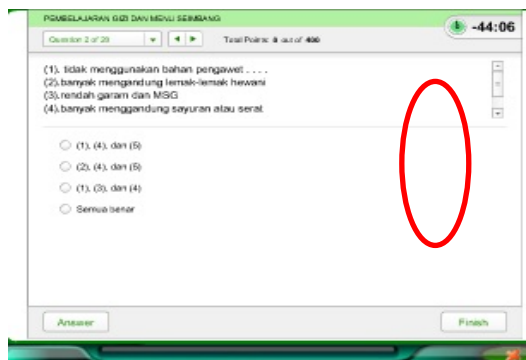 PEMBELAJARAN GIZI DAN MENU SEIMBANG
Question 2 of 20
Total Points: 0 out of 400
-44:06
(1). tidak menggunakan bahan pengawet . . . .
(2).banyak mengandung lemak-lemak hewani
(3).rendah garam dan MSG
(4).banyak menggandung sayuran atau serat
(1), (4), dan (5)
(2), (4), dan (5)
(1), (3), dan (4)
Semua benar
Answer
Finish